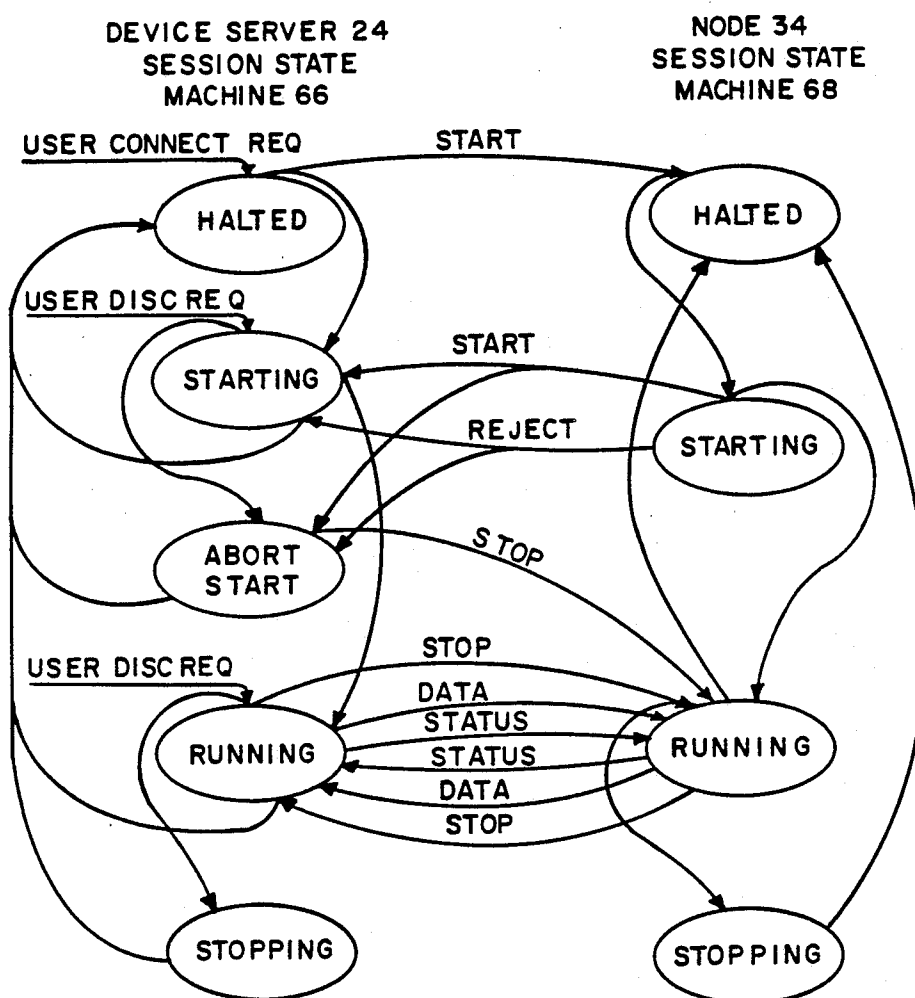 DEVICE SERVER 24
SESSION STATE
MACHINE 66
NODE 34
SESSION STATE
MACHINE 68
USER CONNECT REQ
START
HALTED
HALTED
USER DISC REQ
START
STARTING
REJECT
STARTING
STOP
ABORT
START
USER DISC REQ
STOP
DATA
STATUS
RUNNING
RUNNING
STATUS
DATA
STOP
STOPPING
STOPPING